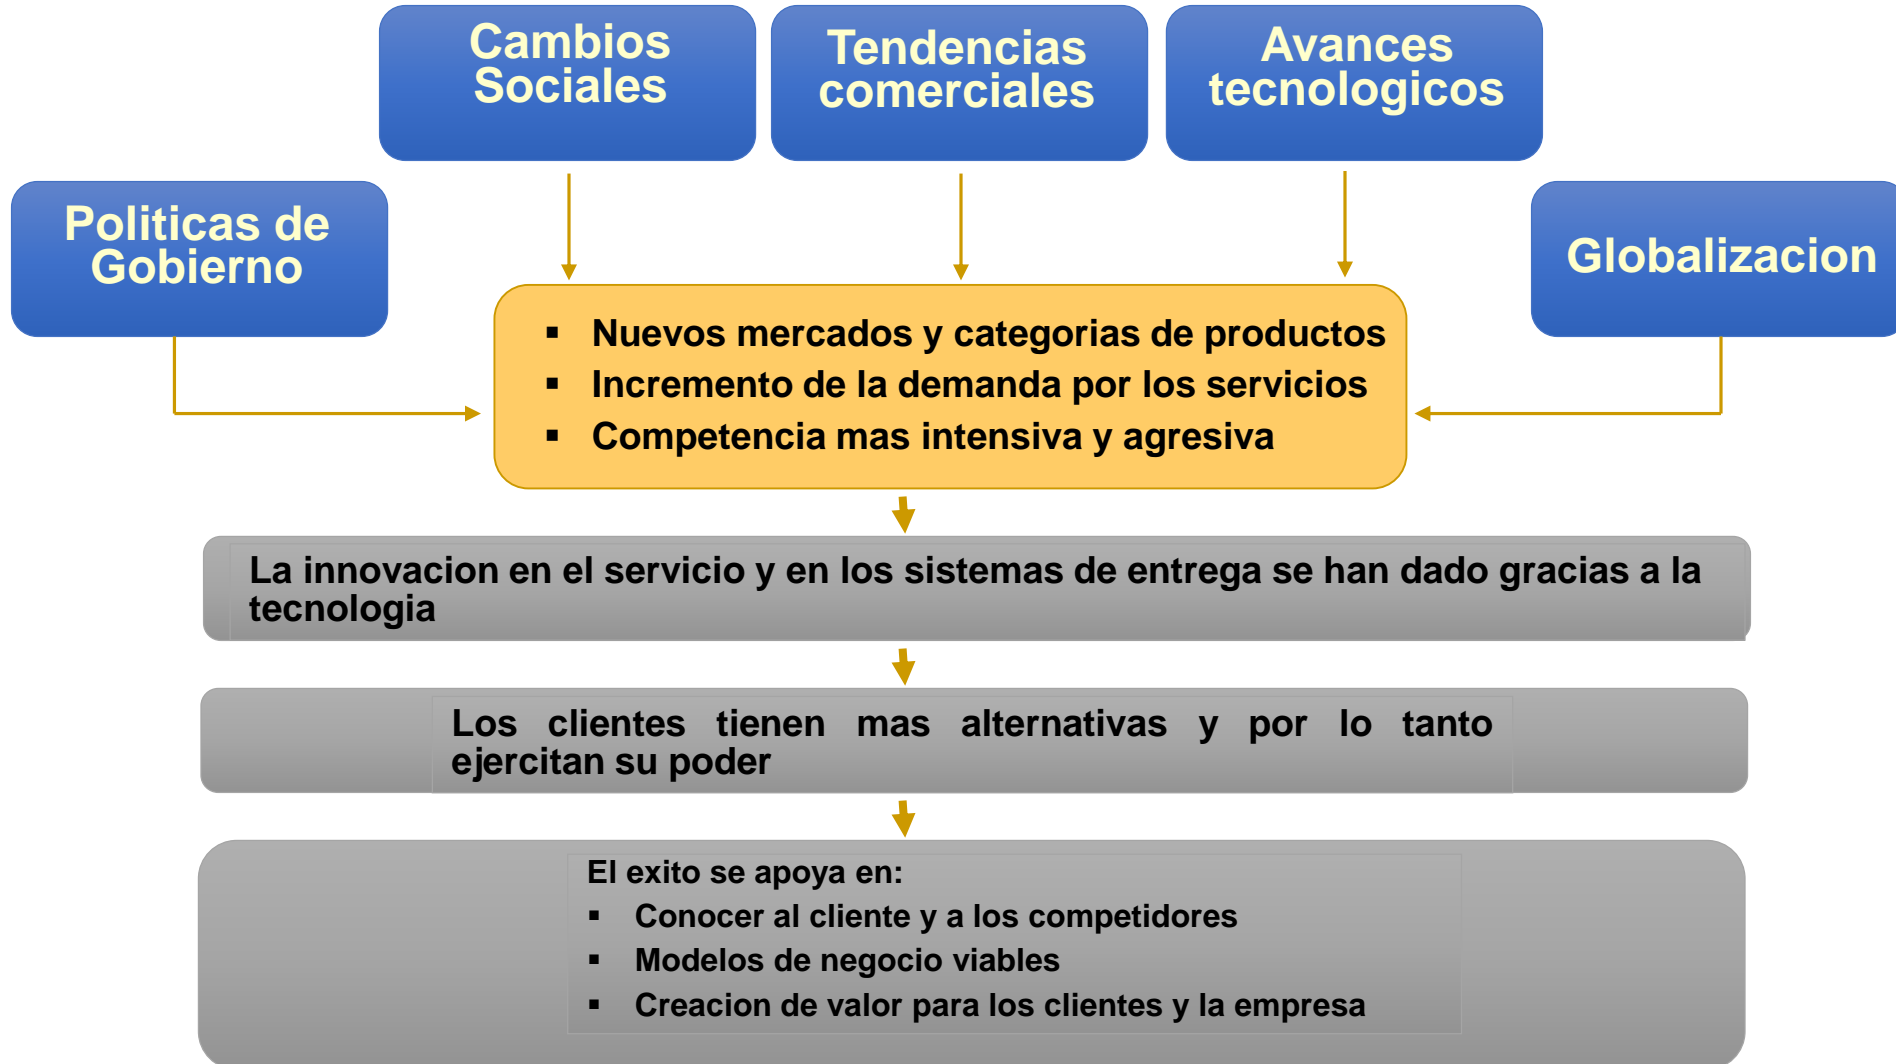 Cambios
Sociales
Tendencias
comerciales
Avances
tecnologicos
Politicas de
Gobierno
Globalizacion
▪ Nuevos mercados y categorias de productos
▪ Incremento de la demanda por los servicios
▪ Competencia mas intensiva y agresiva
La innovacion en el servicio y en los sistemas de entrega se han dado gracias a la
tecnologia
Los clientes tienen mas alternativas y por lo tanto
ejercitan su poder
El exito se apoya en:
▪ Conocer al cliente y a los competidores
▪ Modelos de negocio viables
▪ Creacion de valor para los clientes y la empresa